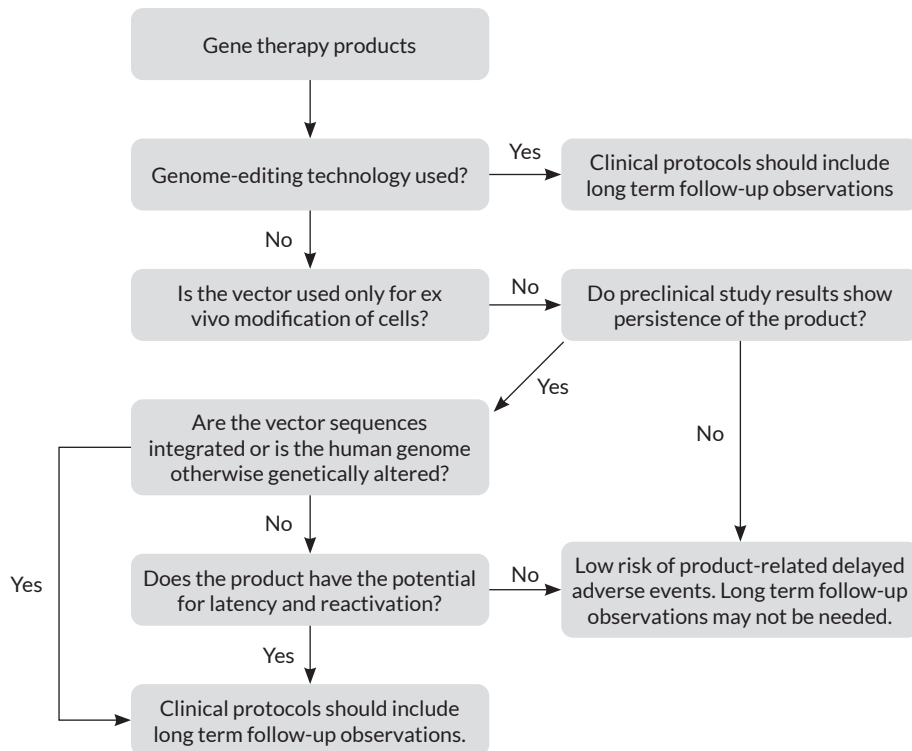 Gene therapy products
Genome-editing technology used?
Yes
Clinical protocols should include
long term follow-up observations
No
Is the vector used only for ex
vivo modification of cells?
No
Do preclinical study results show
persistence of the product?
Yes
No
Are the vector sequences
integrated or is the human genome
otherwise genetically altered?
No
Yes
Does the product have the potential
for latency and reactivation?
No
Low risk of product-related delayed
adverse events. Long term follow-up
observations may not be needed.
Yes
Clinical protocols should include
long term follow-up observations.